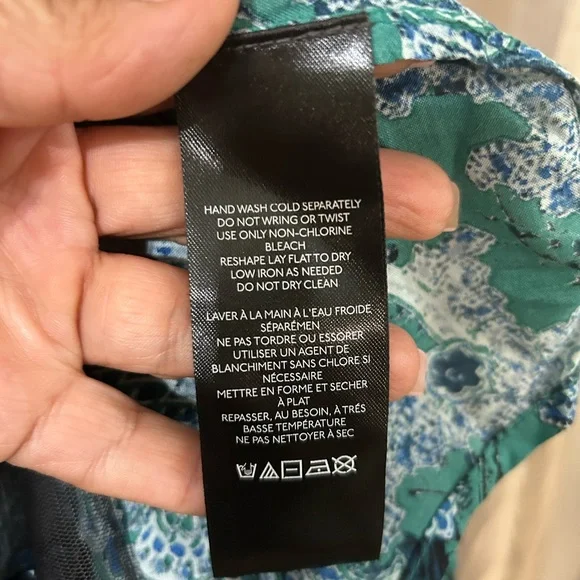 HAND WASH COLD SEPARATELY
DO NOT WRING OR TWIST
USE ONLY NON-CHLORINE
BLEACH
RESHAPE LAY FLAT TO DRY
LOW IRON AS NEEDED
DO NOT DRY CLEAN
LAVER À LA MAIN À L'EAU FROIDE
SÉPARÉMEN
NE PAS TORDRE OU ESSORER
UTILISER UN AGENT DE
BLANCHIMENT SANS CHLORE SI
NÉCESSAIRE
METTRE EN FORME ET SECHER
À PLAT
REPASSER, AU BESOIN, À TRÉS
BASSE TEMPÉRATURE
NE PAS NETTOYER À SEC